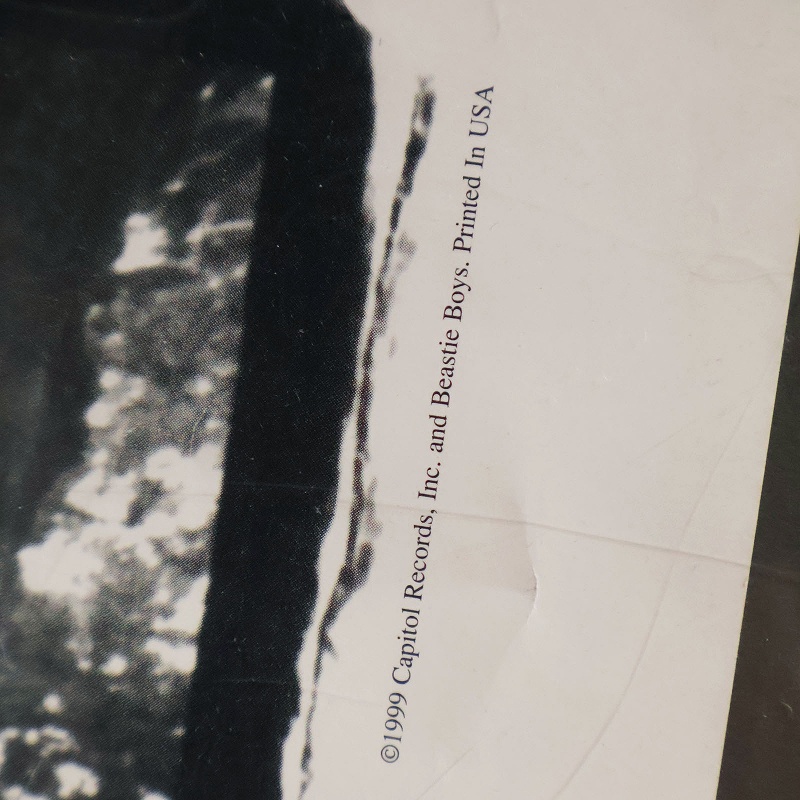 ©1999 Capitol Records, Inc. and Beastie Boys. Printed In USA